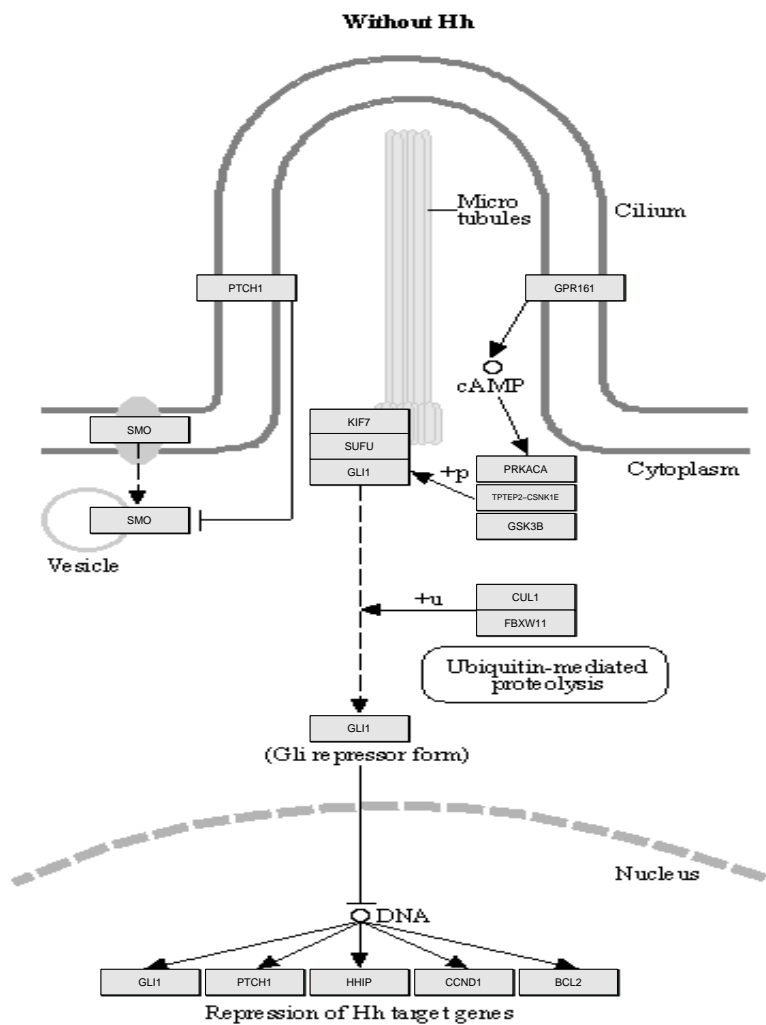 Without Hh
Micro
tubules
Cilium
PTCH1
GPR161
cAMP
KIF7
SMO
SUFU
+p
PRKACA
Cytoplasm
GLI1
TPTEP2-CSNK1E
SMO
GSK3B
Vesicle
+u
CUL1
FBXW11
Ubiquitin-mediated
proteolysis
GLI1
(Gli repressor form)
Nucleus
DNA
GLI1 PTCH1 HHIP CCND1 BCL2
Repression of Hh target genes